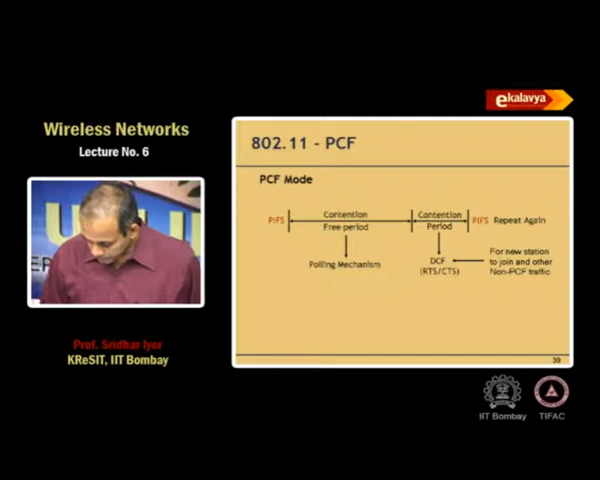 ekalavya
Wireless Networks
Lecture No. 6
802.11 - PCF
PCF Mode
PIFS
Contention
Free period
Contention
Period
PIFS Repeat Again
Polling Mechanism
DCF
(RTS/CTS)
For new station
to join and other
Non-PCF traffic
Prof. Sridhar Iyer
KReSIT, IIT Bombay
39
IIT Bombay
TIFAC